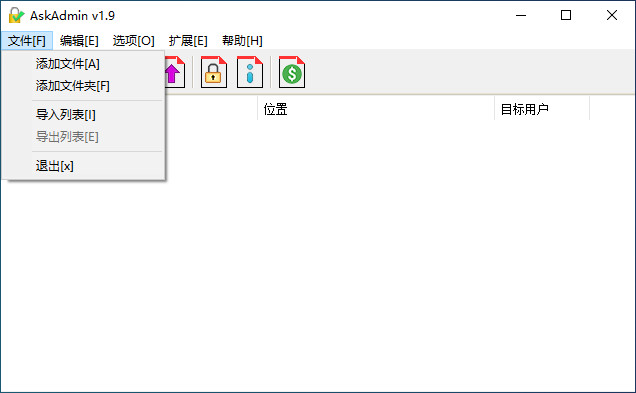 AskAdmin v1.9
文件[F] 编辑[E] 选项[O] 扩展[E] 帮助[H]
添加文件[A]
添加文件夹[F]
导入列表[I]
导出列表[E]
退出[x]
位置 目标用户